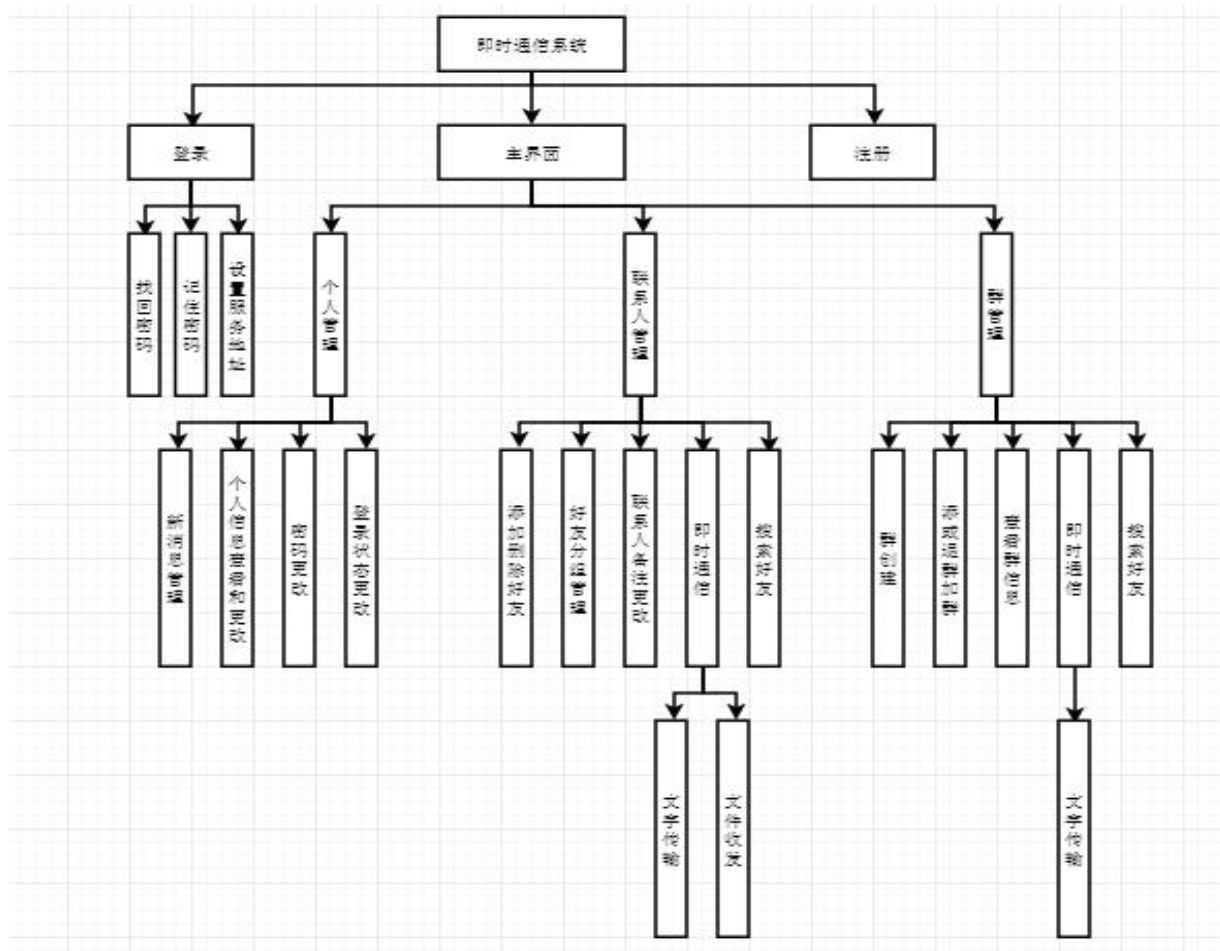 即时通信系统
登录
主界面
注册
找回密码
记住密码
设置服务地址
个人管理
联系人管理
群管理
新消息管理
个人信息查看和更改
密码更改
登录状态更改
添加删除好友
好友分组管理
联系人备注更改
即时通信
搜索好友
群创建
添或退群加群
查看群信息
即时通信
搜索好友
文字传输
文件收发
文字传输